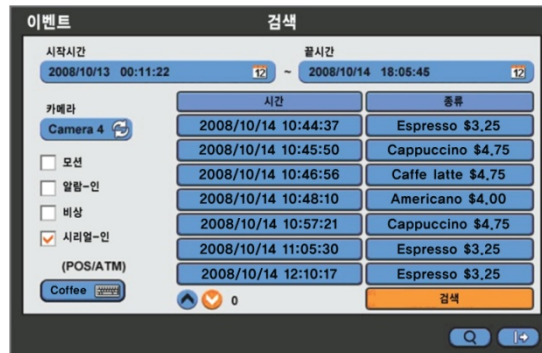 이벤트 검색
시작시간 끝시간
2008/10/13 00:11:22 12 ~ 2008/10/14 18:05:45 12
카메라 시간 종류
Camera 4 2008/10/14 10:44:37 Espresso $3.25
2008/10/14 10:45:50 Cappuccino $4.75
모션 2008/10/14 10:46:56 Caffe latte $4.75
알람-인 2008/10/14 10:48:10 Americano $4.00
비상 2008/10/14 10:57:21 Cappuccino $4.75
시리얼-인 2008/10/14 11:05:30 Espresso $3.25
(POS/ATM) 2008/10/14 12:10:17 Espresso $3.25
Coffee 0 검색